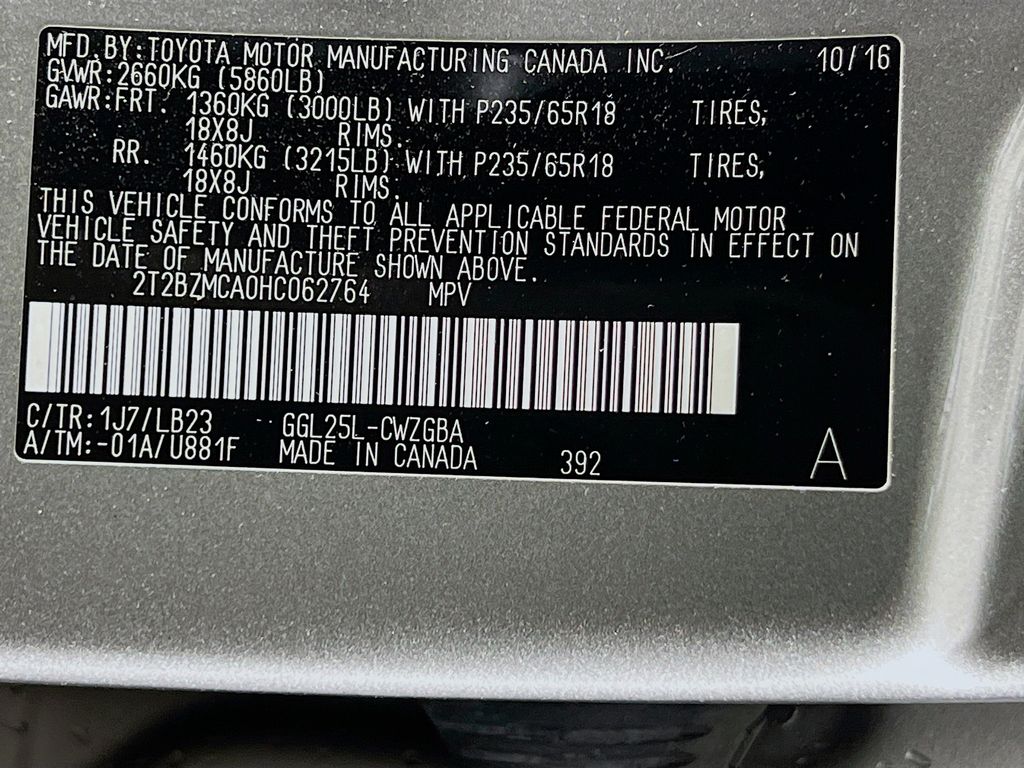 MFD.BY:TOYOTA MOTOR MANUFACTURING CANADA INC. 10/16
GVWR:2660KG (5860LB)
GAWR:FRT. 1360KG (3000LB) WITH P235/65R18 TIRES,
18X8J RIMS.
RR. 1460KG (3215LB) WITH P235/65R18 TIRES,
18X8J RIMS.
THIS VEHICLE CONFORMS TO ALL APPLICABLE FEDERAL MOTOR
VEHICLE SAFETY AND THEFT PREVENTION STANDARDS IN EFFECT ON
THE DATE OF MANUFACTURE SHOWN ABOVE.
2T2BZMCA0HC062764 MPV
C/TR:1J7/LB23 GGL25L-CWZGBA
A/TM:-01A/U881F MADE IN CANADA 392 A